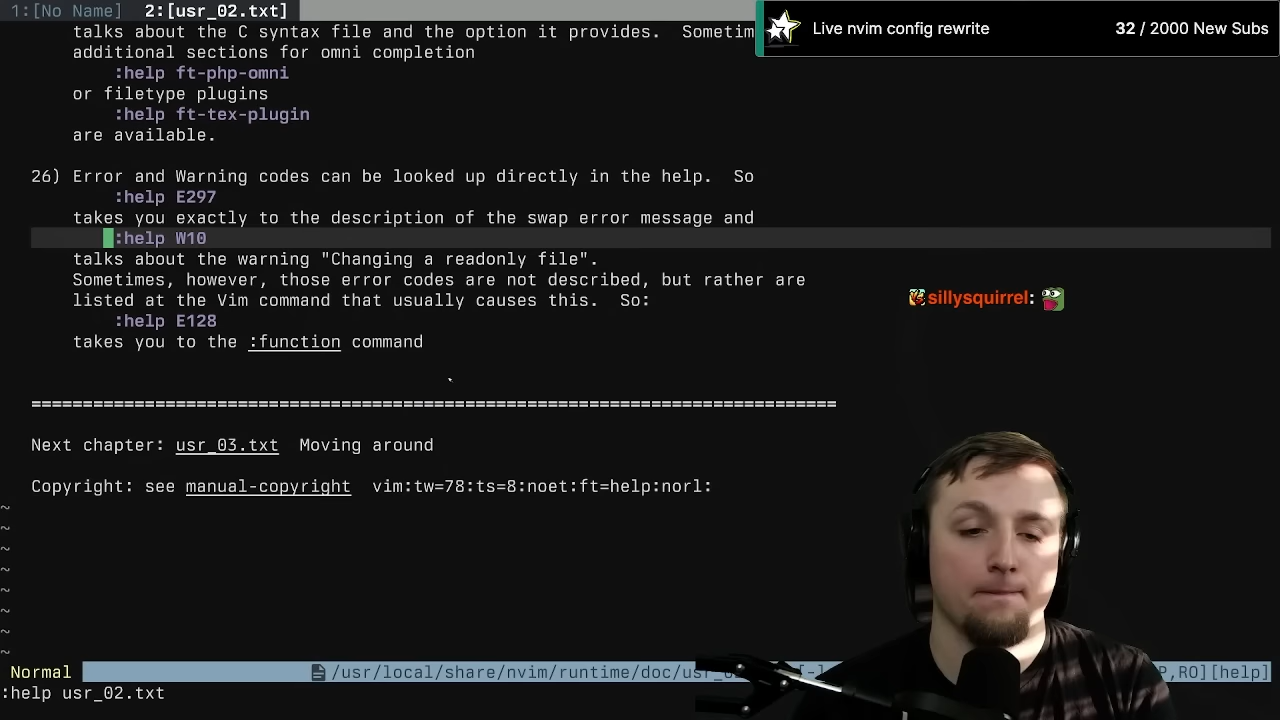 1:[No Name]  2:[usr_02.txt]
Live nvim config rewrite 32 / 2000 New Subs
talks about the C syntax file and the option it provides.  Sometim
additional sections for omni completion
:help ft-php-omni
or filetype plugins
:help ft-tex-plugin
are available.
26) Error and Warning codes can be looked up directly in the help.  So
:help E297
takes you exactly to the description of the swap error message and
:help W10
talks about the warning "Changing a readonly file".
Sometimes, however, those error codes are not described, but rather are
listed at the Vim command that usually causes this.  So:
:help E128
takes you to the :function command
sillysquirrel:
================================================================================
Next chapter: usr_03.txt  Moving around
Copyright: see manual-copyright  vim:tw=78:ts=8:noet:ft=help:norl:
~
~
~
~
~
~
~
~
Normal /usr/local/share/nvim/runtime/doc/usr_0 [-] P,RO][help]
:help usr_02.txt